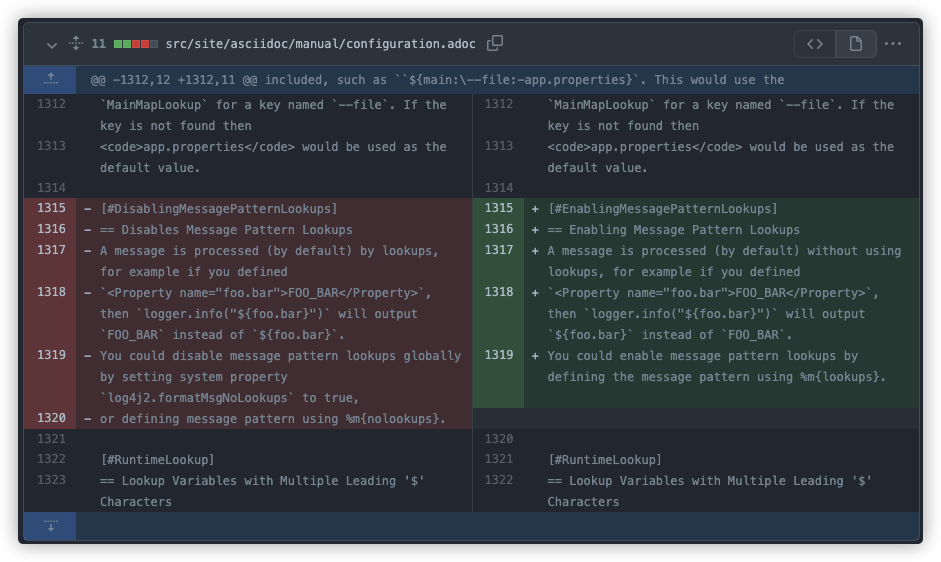 11 src/site/asciidoc/manual/configuration.adoc
@@ -1312,12 +1312,11 @@ included, such as ``${main:\--file:-app.properties}`. This would use the
1312 `MainMapLookup` for a key named `--file`. If the
key is not found then
1313 <code>app.properties</code> would be used as the
default value.
1314
1315 - [#DisablingMessagePatternLookups]
1316 - == Disables Message Pattern Lookups
1317 - A message is processed (by default) by lookups,
for example if you defined
1318 - `<Property name="foo.bar">FOO_BAR</Property>`,
then `logger.info("${foo.bar}")` will output
`FOO_BAR` instead of `${foo.bar}`.
1319 - You could disable message pattern lookups globally
by setting system property
`log4j2.formatMsgNoLookups` to true,
1320 - or defining message pattern using %m{nolookups}.
1321
1322 [#RuntimeLookup]
1323 == Lookup Variables with Multiple Leading '$'
Characters
1312 `MainMapLookup` for a key named `--file`. If the
key is not found then
1313 <code>app.properties</code> would be used as the
default value.
1314
1315 + [#EnablingMessagePatternLookups]
1316 + == Enabling Message Pattern Lookups
1317 + A message is processed (by default) without using
lookups, for example if you defined
1318 + `<Property name="foo.bar">FOO_BAR</Property>`,
then `logger.info("${foo.bar}")` will output
`${foo.bar}` instead of `FOO_BAR`.
1319 + You could enable message pattern lookups by
defining the message pattern using %m{lookups}.
1320
1321 [#RuntimeLookup]
1322 == Lookup Variables with Multiple Leading '$'
Characters